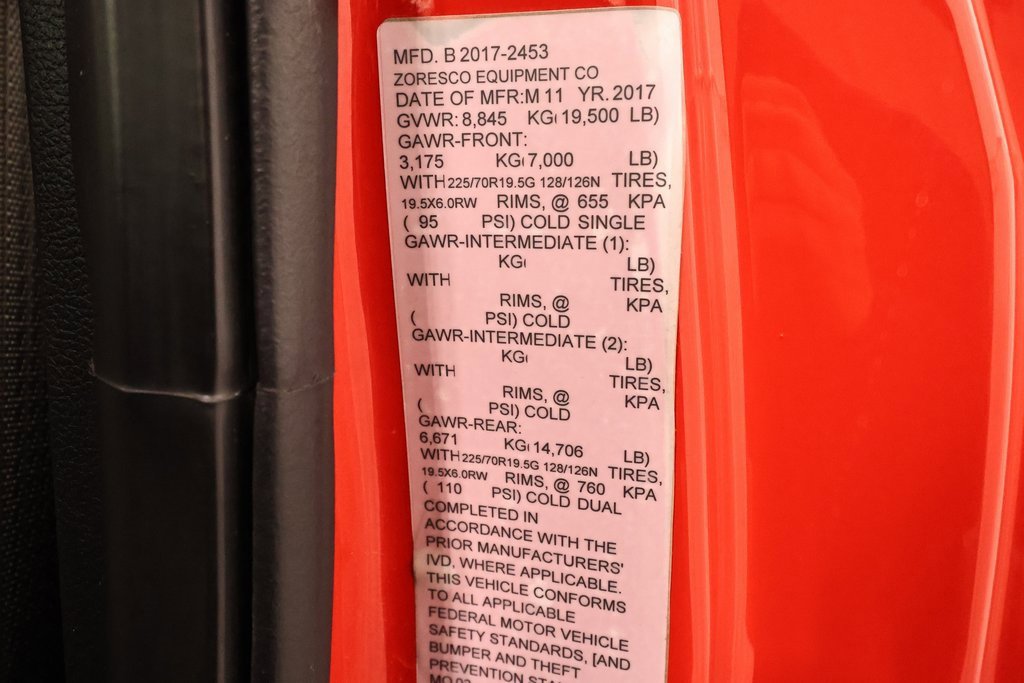 MFD. B 2017-2453
ZORESCO EQUIPMENT CO
DATE OF MFR:M 11 YR. 2017
GVWR: 8,845 KG( 19,500 LB)
GAWR-FRONT:
3,175 KG( 7,000 LB)
WITH 225/70R19.5G 128/126N TIRES,
19.5X6.0RW RIMS, @ 655 KPA
( 95 PSI) COLD SINGLE
GAWR-INTERMEDIATE (1):
KG( LB)
WITH TIRES,
RIMS, @ KPA
( PSI) COLD
GAWR-INTERMEDIATE (2):
KG( LB)
WITH TIRES,
RIMS, @ KPA
( PSI) COLD
GAWR-REAR:
6,671 KG( 14,706 LB)
WITH 225/70R19.5G 128/126N TIRES,
19.5X6.0RW RIMS, @ 760 KPA
( 110 PSI) COLD DUAL
COMPLETED IN
ACCORDANCE WITH THE
PRIOR MANUFACTURERS'
IVD, WHERE APPLICABLE.
THIS VEHICLE CONFORMS
TO ALL APPLICABLE
FEDERAL MOTOR VEHICLE
SAFETY STANDARDS, [AND
BUMPER AND THEFT
PREVENTION